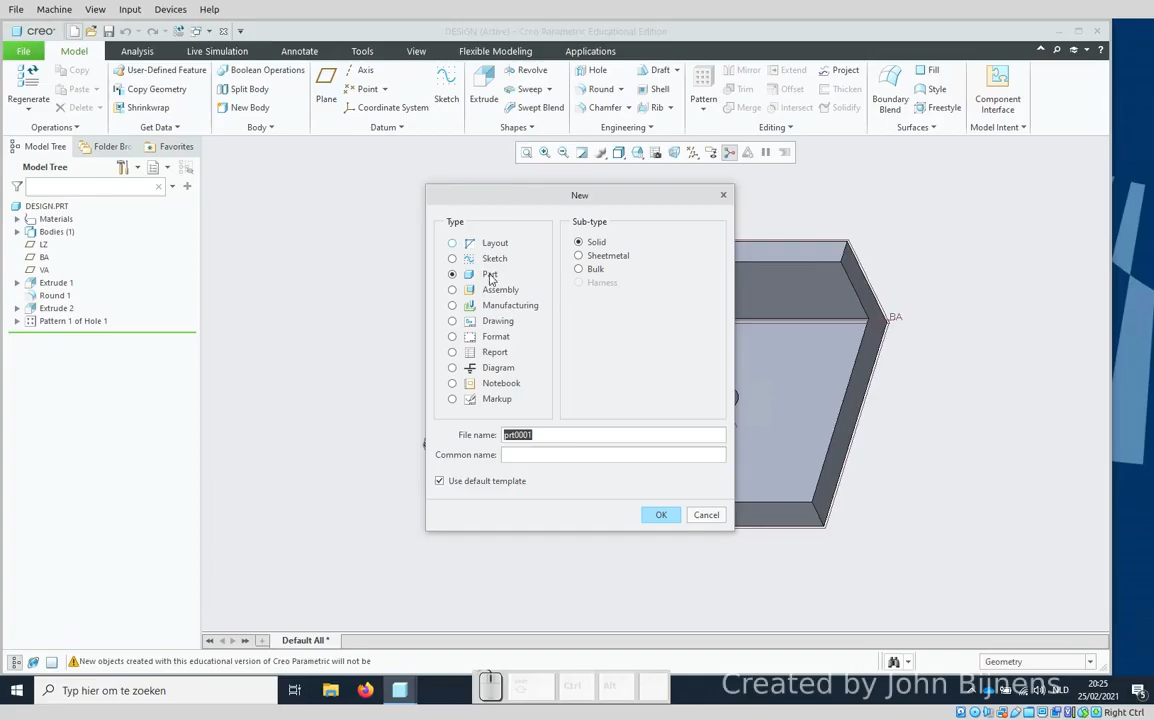 File Machine View Input Devices Help
creo DESIGN (Active) - Creo Parametric Educational Edition
File Model Analysis Live Simulation Annotate Tools View Flexible Modeling Applications
Regenerate Copy Paste Delete
User-Defined Feature Copy Geometry Shrinkwrap
Boolean Operations Split Body New Body
Plane Axis Point Coordinate System Sketch
Extrude Revolve Sweep Swept Blend
Hole Round Chamfer Draft Shell Rib
Pattern Mirror Trim Merge Extend Offset Intersect Project Thicken Solidify
Boundary Blend Fill Style Freestyle
Component Interface
Operations Get Data Body Datum Shapes Engineering Editing Surfaces Model Intent
Model Tree Folder Br Favorites
Model Tree
DESIGN.PRT
Materials
Bodies (1)
LZ
BA
VA
Extrude 1
Round 1
Extrude 2
Pattern 1 of Hole 1
New
Type
Layout
Sketch
Part
Assembly
Manufacturing
Drawing
Format
Report
Diagram
Notebook
Markup
Sub-type
Solid
Sheetmetal
Bulk
Harness
File name: prt0001
Common name:
Use default template
OK Cancel
BA
Default All *
New objects created with this educational version of Creo Parametric will not be
Geometry
Typ hier om te zoeken
Ctrl Alt
Created by John Bijnens
NLD
20:25
25/02/2021
5
Right Ctrl